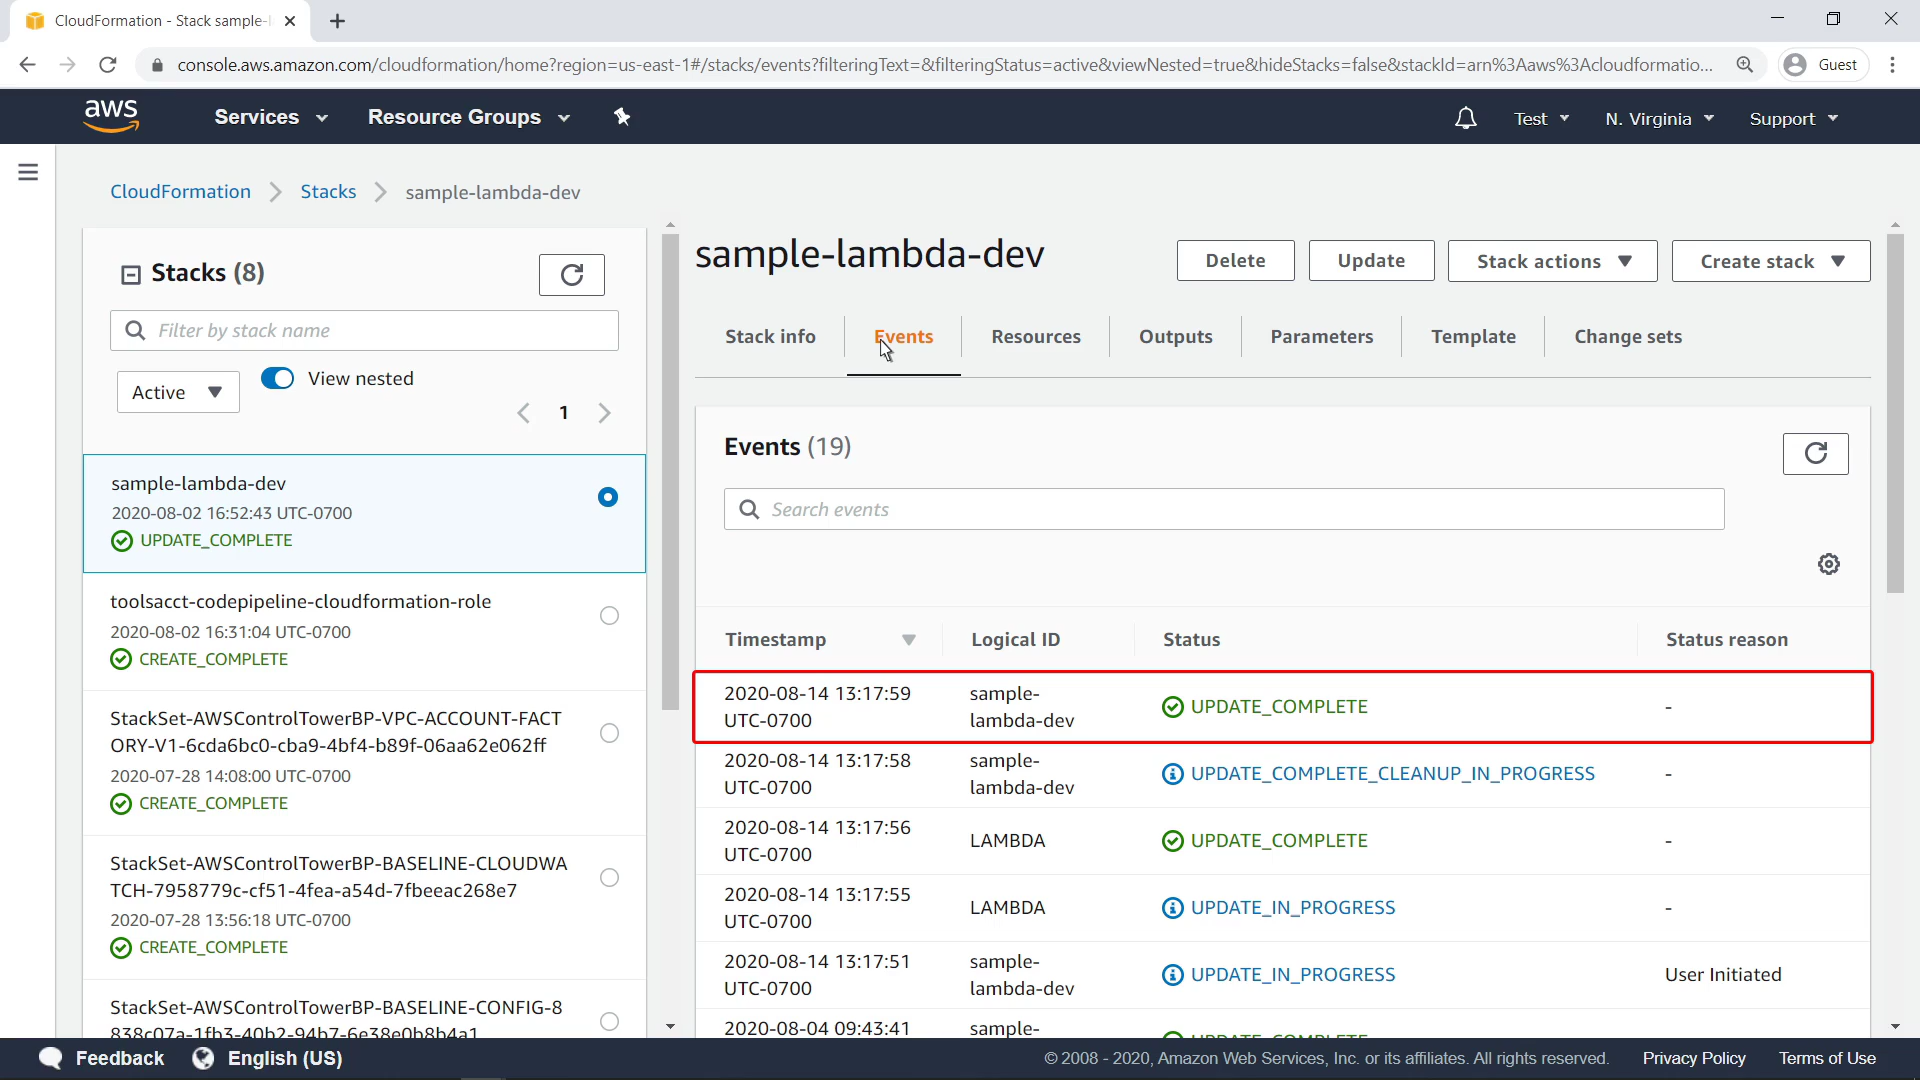 CloudFormation - Stack sample-l
console.aws.amazon.com/cloudformation/home?region=us-east-1#/stacks/events?filteringText=&filteringStatus=active&viewNested=true&hideStacks=false&stackId=arn%3Aaws%3Acloudformatio...
Guest
aws
Services
Resource Groups
Test
N. Virginia
Support
CloudFormation
Stacks
sample-lambda-dev
Stacks (8)
Filter by stack name
Active
View nested
1
sample-lambda-dev
2020-08-02 16:52:43 UTC-0700
UPDATE_COMPLETE
toolsacct-codepipeline-cloudformation-role
2020-08-02 16:31:04 UTC-0700
CREATE_COMPLETE
StackSet-AWSControlTowerBP-VPC-ACCOUNT-FACT
ORY-V1-6cda6bc0-cba9-4bf4-b89f-06aa62e062ff
2020-07-28 14:08:00 UTC-0700
CREATE_COMPLETE
StackSet-AWSControlTowerBP-BASELINE-CLOUDWA
TCH-7958779c-cf51-4fea-a54d-7fbeeac268e7
2020-07-28 13:56:18 UTC-0700
CREATE_COMPLETE
StackSet-AWSControlTowerBP-BASELINE-CONFIG-8
838c07a-1fb3-40b2-94b7-6e38e0b8b4a1
sample-lambda-dev
Delete
Update
Stack actions
Create stack
Stack info
Events
Resources
Outputs
Parameters
Template
Change sets
Events (19)
Search events
Timestamp
Logical ID
Status
Status reason
2020-08-14 13:17:59
UTC-0700
sample-
lambda-dev
UPDATE_COMPLETE
-
2020-08-14 13:17:58
UTC-0700
sample-
lambda-dev
UPDATE_COMPLETE_CLEANUP_IN_PROGRESS
-
2020-08-14 13:17:56
UTC-0700
LAMBDA
UPDATE_COMPLETE
-
2020-08-14 13:17:55
UTC-0700
LAMBDA
UPDATE_IN_PROGRESS
-
2020-08-14 13:17:51
UTC-0700
sample-
lambda-dev
UPDATE_IN_PROGRESS
User Initiated
2020-08-04 09:43:41
sample-
UPDATE_COMPLETE
Feedback
English (US)
© 2008 - 2020, Amazon Web Services, Inc. or its affiliates. All rights reserved.
Privacy Policy
Terms of Use